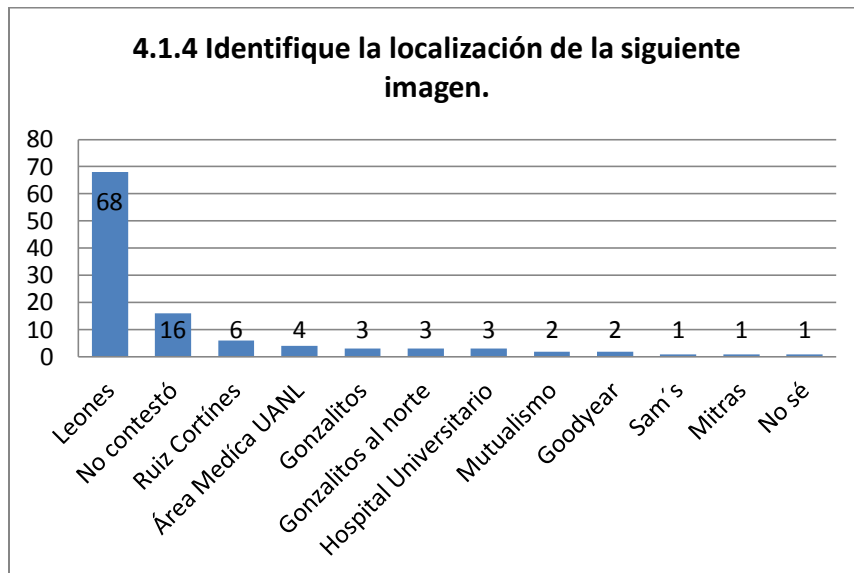 4.1.4 Identifique la localización de la siguiente
imagen.
80
70
60
50
40
30
20
10
0
68
16
6
4
3
3
3
2
2
1
1
1
Leones
No contestó
Ruiz Cortínes
Área Medíca UANL
Gonzalitos
Gonzalitos al norte
Hospital Universitario
Mutualismo
Goodyear
Sam´s
Mitras
No sé